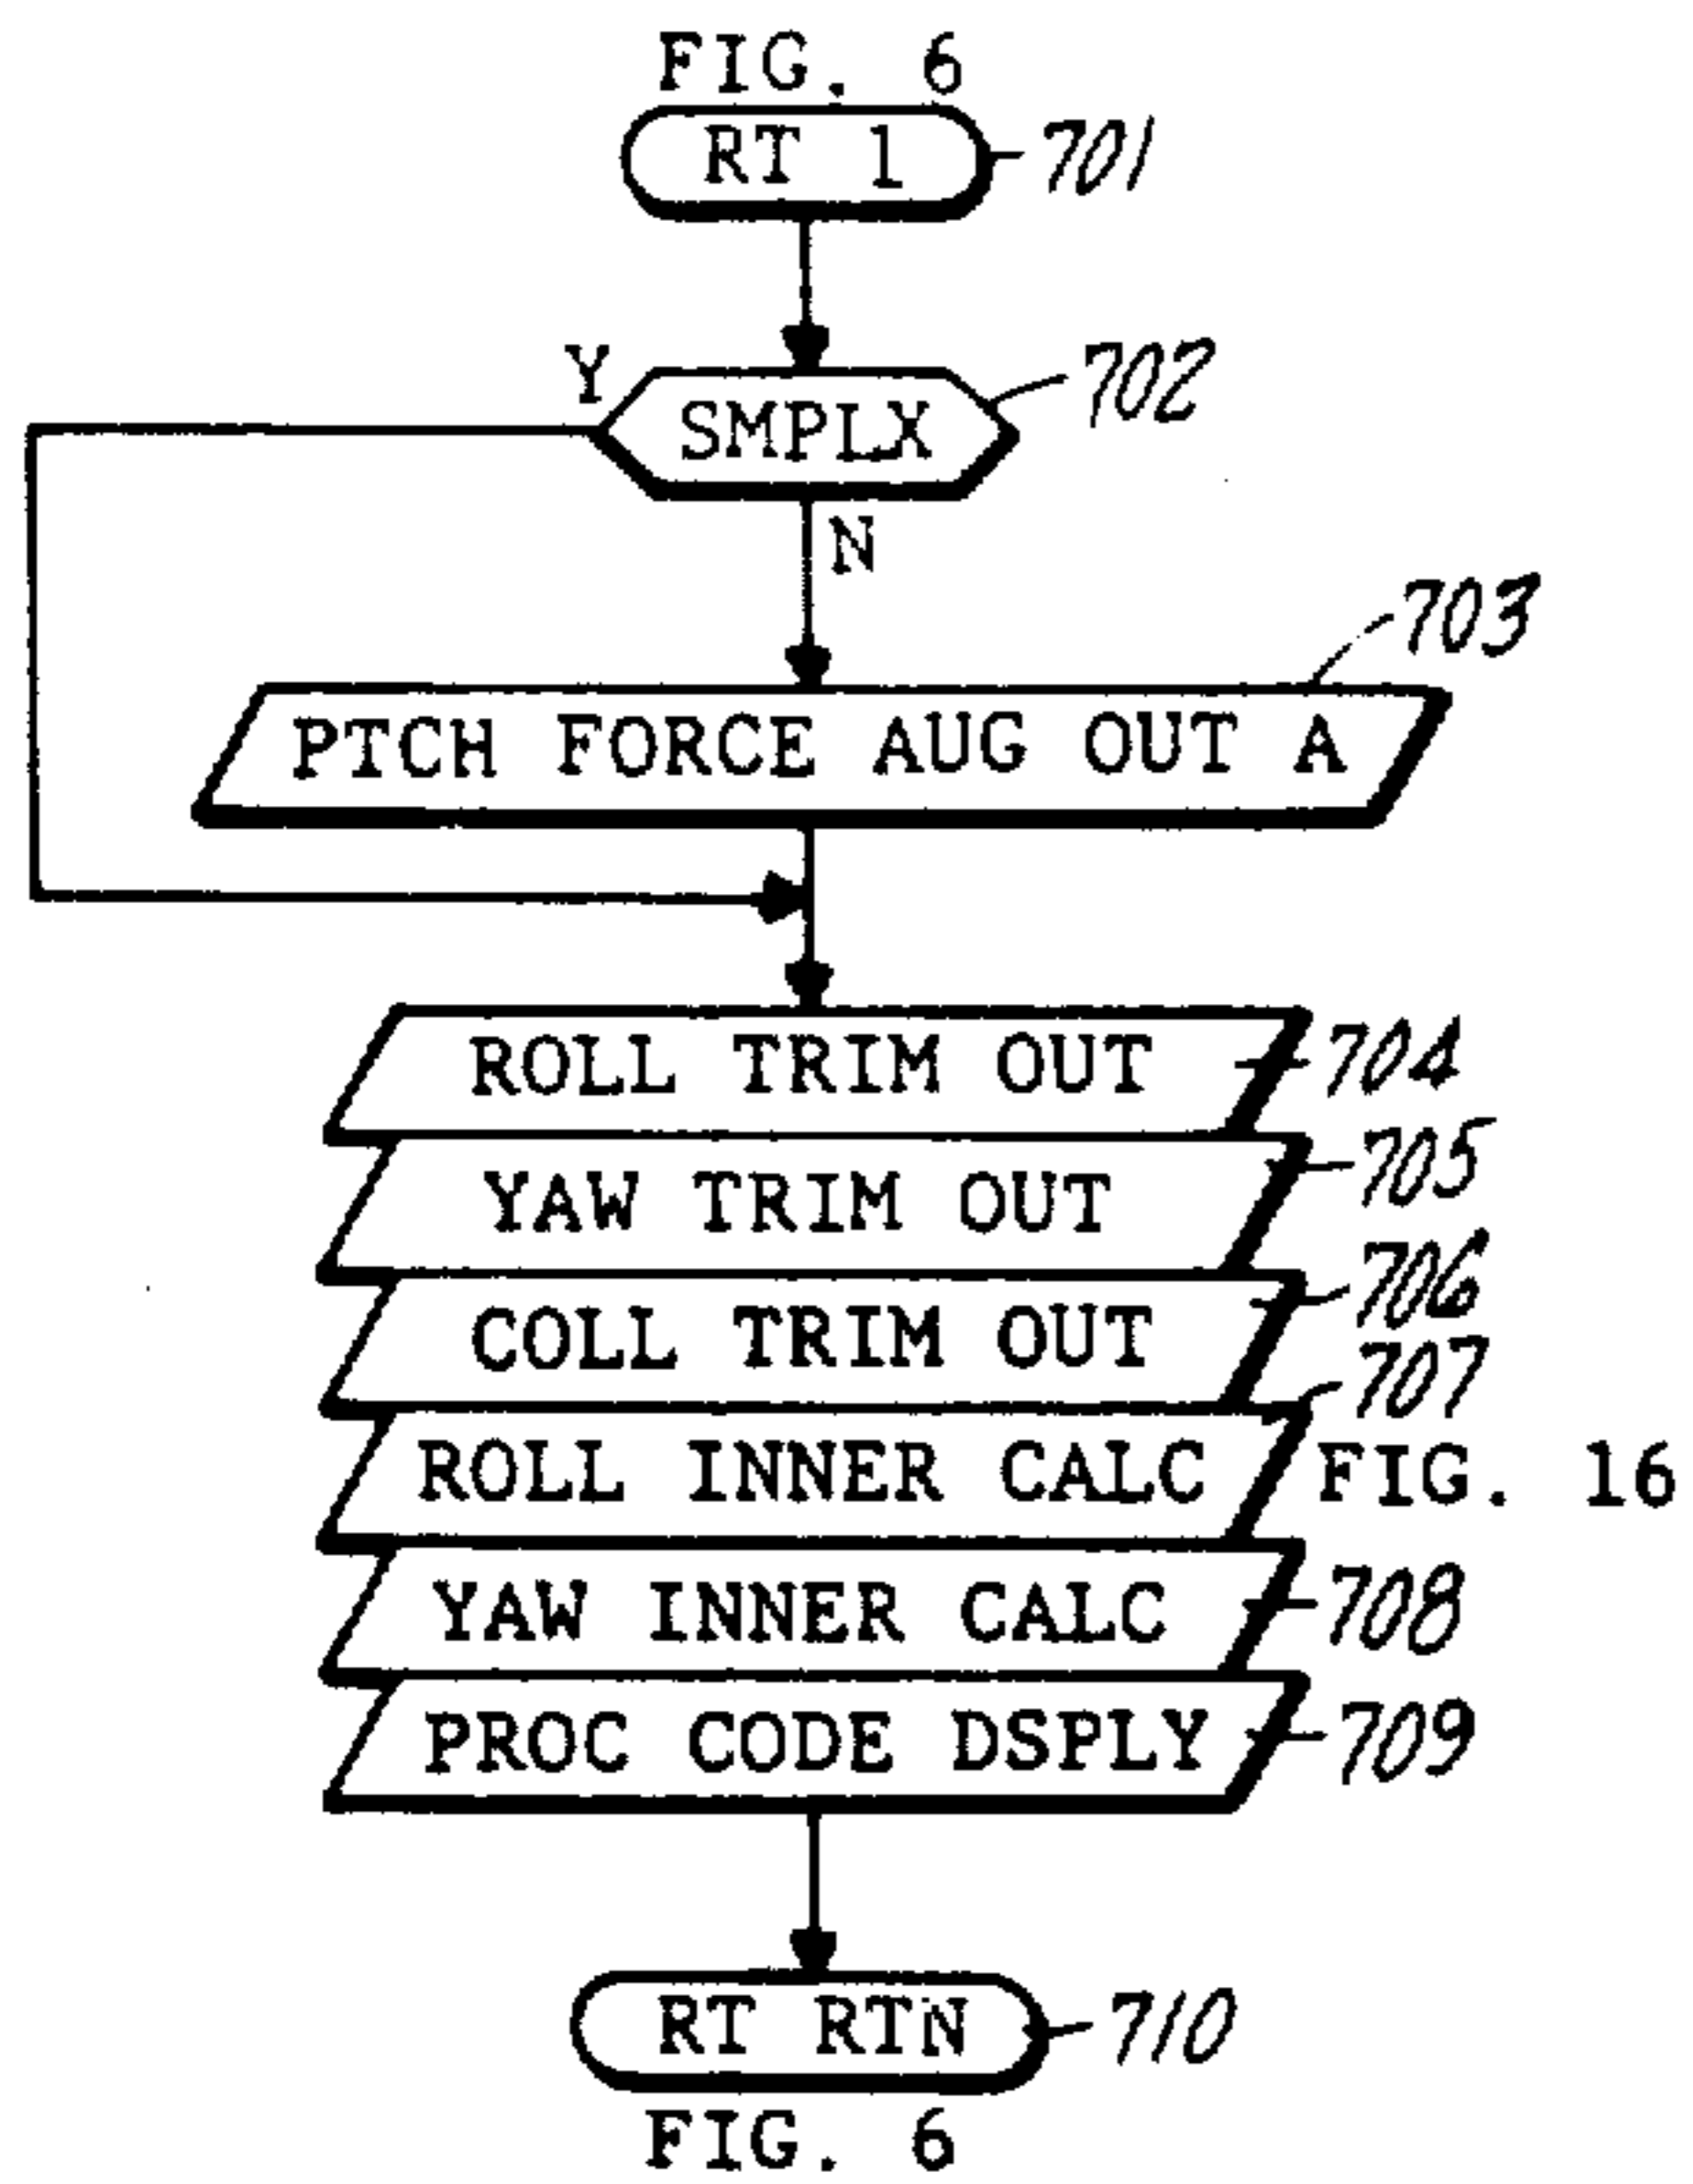 FIG. 6
RT 1 701
Y
SMPLX 702
N
703
PTCH FORCE AUG OUT A
ROLL TRIM OUT 704
YAW TRIM OUT 705
COLL TRIM OUT 706
707
ROLL INNER CALC FIG. 16
YAW INNER CALC 708
PROC CODE DSPLY 709
RT RTN 710
FIG. 6